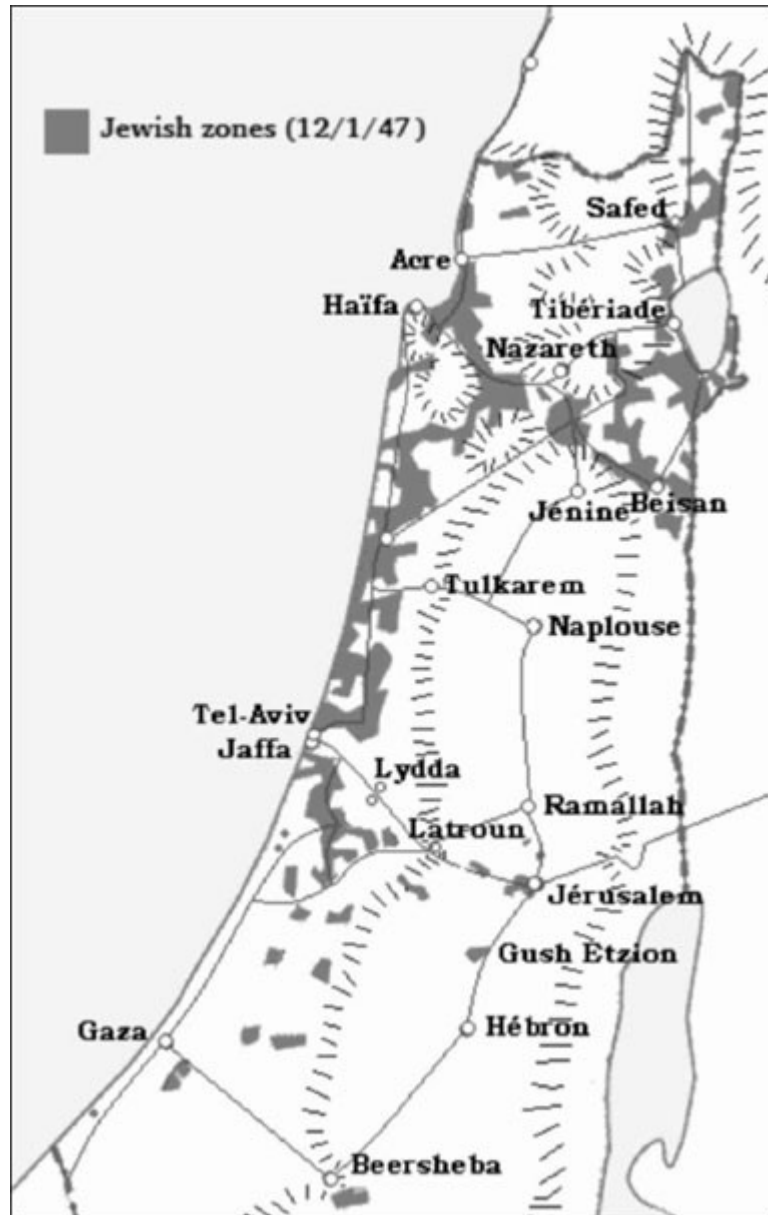 Jewish zones (12/1/47)
Safed
Acre
Haïfa
Tibériade
Nazareth
Jénine
Beisan
Tulkarem
Naplouse
Tel-Aviv
Jaffa
Lydda
Ramallah
Latroun
Jérusalem
Gush Etzion
Gaza
Hébron
Beersheba